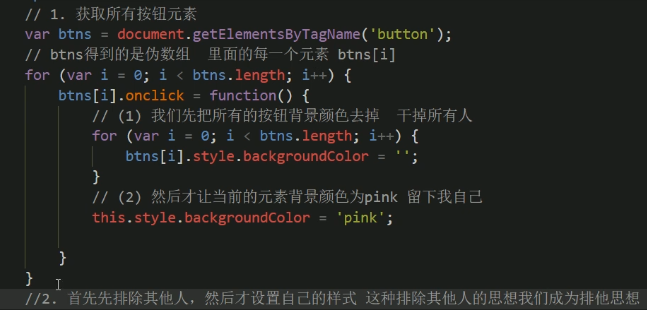 // 1. 获取所有按钮元素
var btns = document.getElementsByTagName('button');
// btns得到的是伪数组  里面的每一个元素 btns[i]
for (var i = 0; i < btns.length; i++) {
    btns[i].onclick = function() {
        // (1) 我们先把所有的按钮背景颜色去掉  干掉所有人
        for (var i = 0; i < btns.length; i++) {
            btns[i].style.backgroundColor = '';
        }
        // (2) 然后才让当前的元素背景颜色为pink 留下我自己
        this.style.backgroundColor = 'pink';
    }
}
//2. 首先先排除其他人，然后才设置自己的样式 这种排除其他人的思想我们成为排他思想